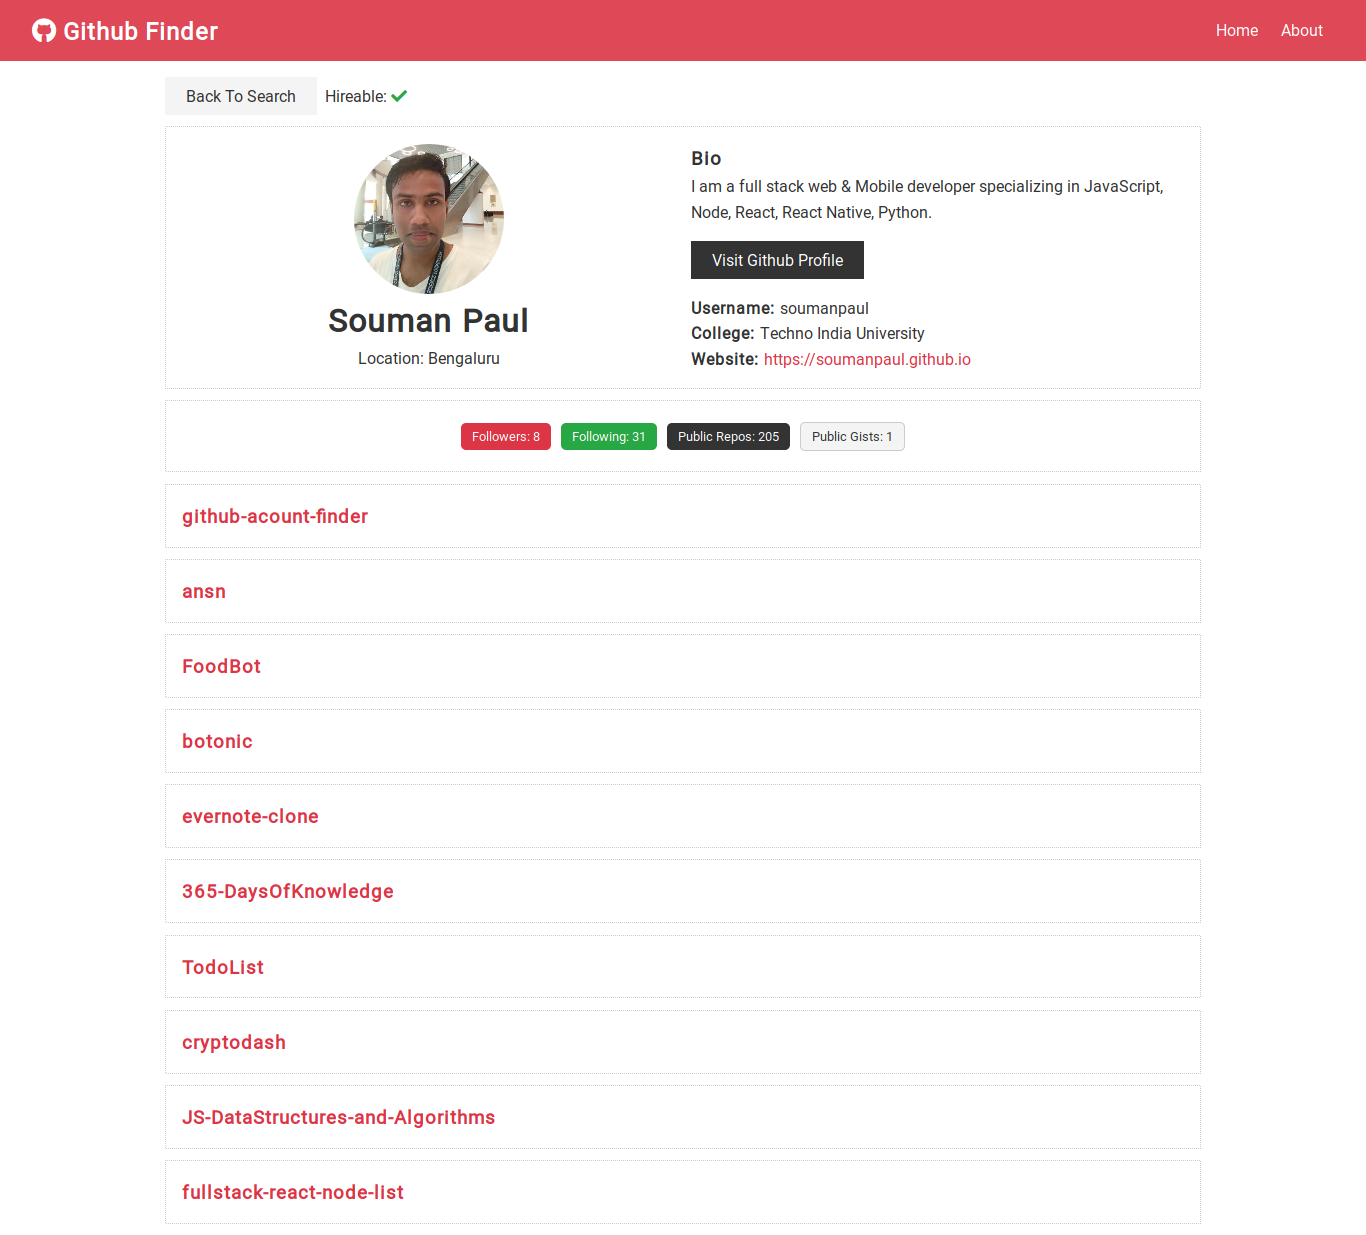 Github Finder
Home
About
Back To Search
Hireable:
Souman Paul
Location: Bengaluru
Bio
I am a full stack web & Mobile developer specializing in JavaScript,
Node, React, React Native, Python.
Visit Github Profile
Username: soumanpaul
College: Techno India University
Website: https://soumanpaul.github.io
Followers: 8
Following: 31
Public Repos: 205
Public Gists: 1
github-acount-finder
ansn
FoodBot
botonic
evernote-clone
365-DaysOfKnowledge
TodoList
cryptodash
JS-DataStructures-and-Algorithms
fullstack-react-node-list